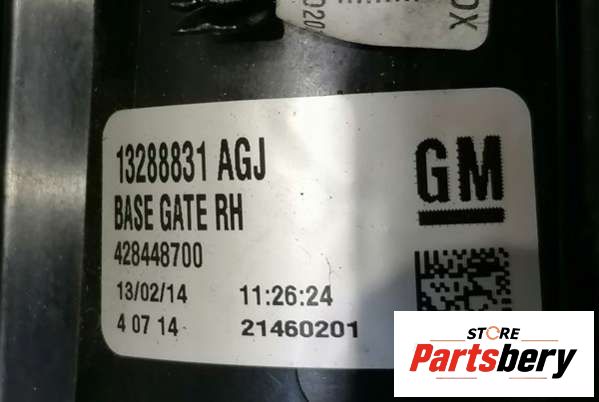 13288831 AGJ
GM
BASE GATE RH
428448700
13/02/14 11:26:24
4 07 14 21460201
STORE
Partsbery